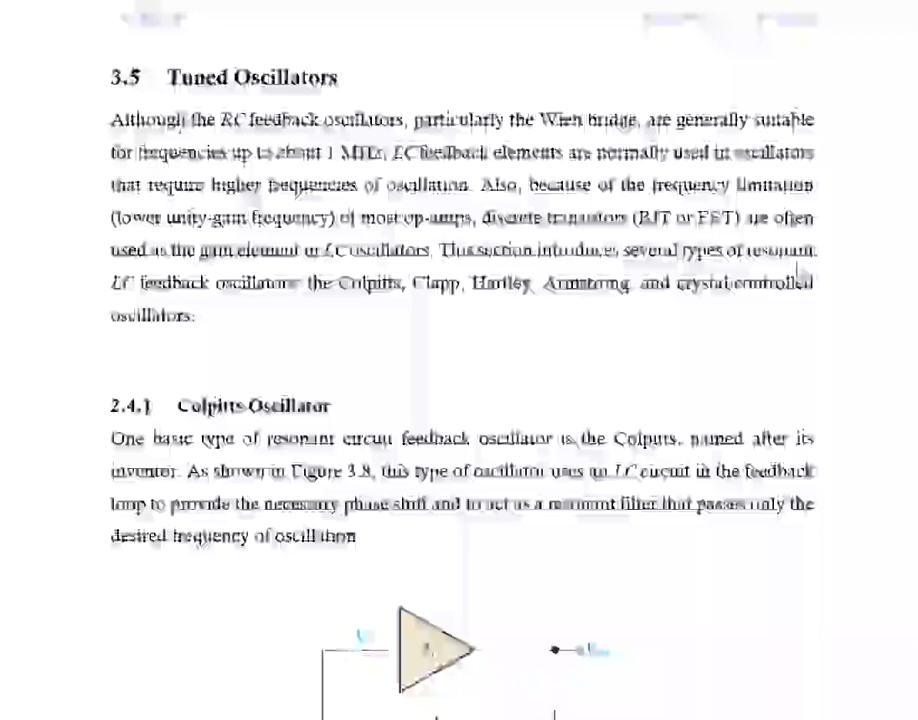 3.5 Tuned Oscillators
Although the RC feedback oscillators, particularly the Wien bridge, are generally suitable
for frequencies up to about 1 MHz, LC feedback elements are normally used in oscillators
that require higher frequencies of oscillation. Also, because of the frequency limitation
(lower unity-gain frequency) of most op-amps, discrete transistors (BJT or FET) are often
used as the gain element in LC oscillators. This section introduces several types of resonant
LC feedback oscillators the Colpitts, Clapp, Hartley, Armstrong, and crystal-controlled
oscillators.
2.4.1 Colpitts Oscillator
One basic type of resonant circuit feedback oscillator is the Colpitts, named after its
inventor. As shown in Figure 3.8, this type of oscillator uses an LC circuit in the feedback
loop to provide the necessary phase shift and to act as a resonant filter that passes only the
desired frequency of oscillation